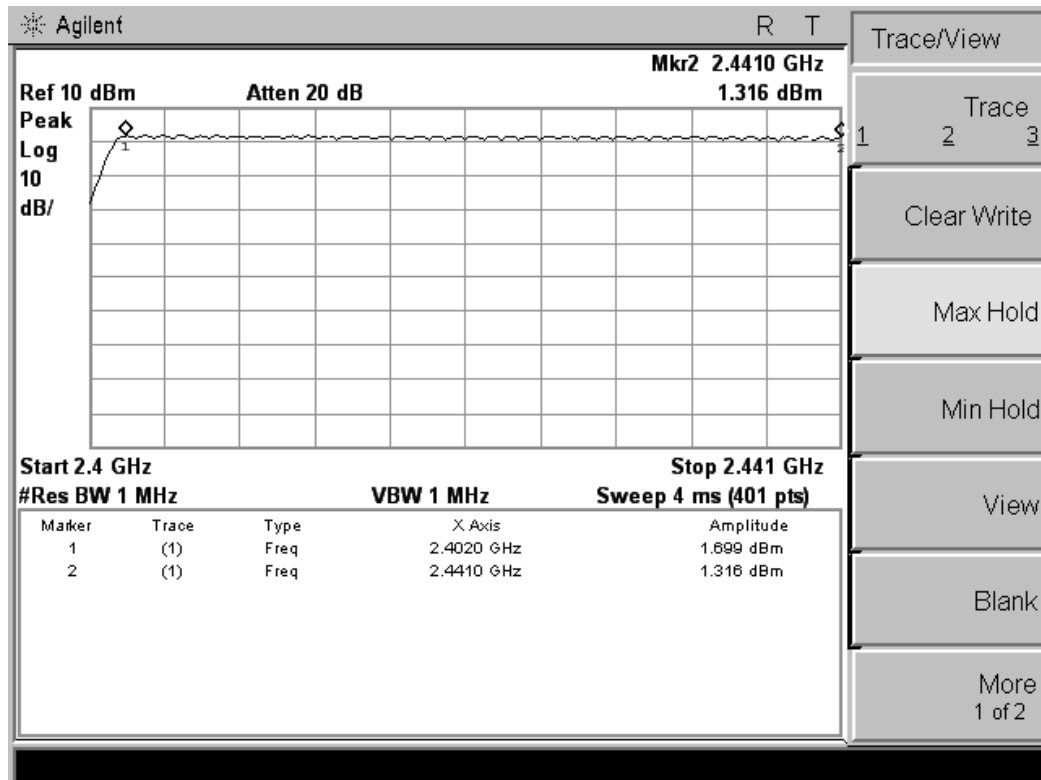 Agilent R T
Mkr2 2.4410 GHz
Ref 10 dBm Atten 20 dB 1.316 dBm
Peak
Log
10
dB/
1
2
Start 2.4 GHz Stop 2.441 GHz
#Res BW 1 MHz VBW 1 MHz Sweep 4 ms (401 pts)
Marker Trace Type X Axis Amplitude
1 (1) Freq 2.4020 GHz 1.699 dBm
2 (1) Freq 2.4410 GHz 1.316 dBm
Trace/View
Trace
1 2 3
Clear Write
Max Hold
Min Hold
View
Blank
More
1 of 2